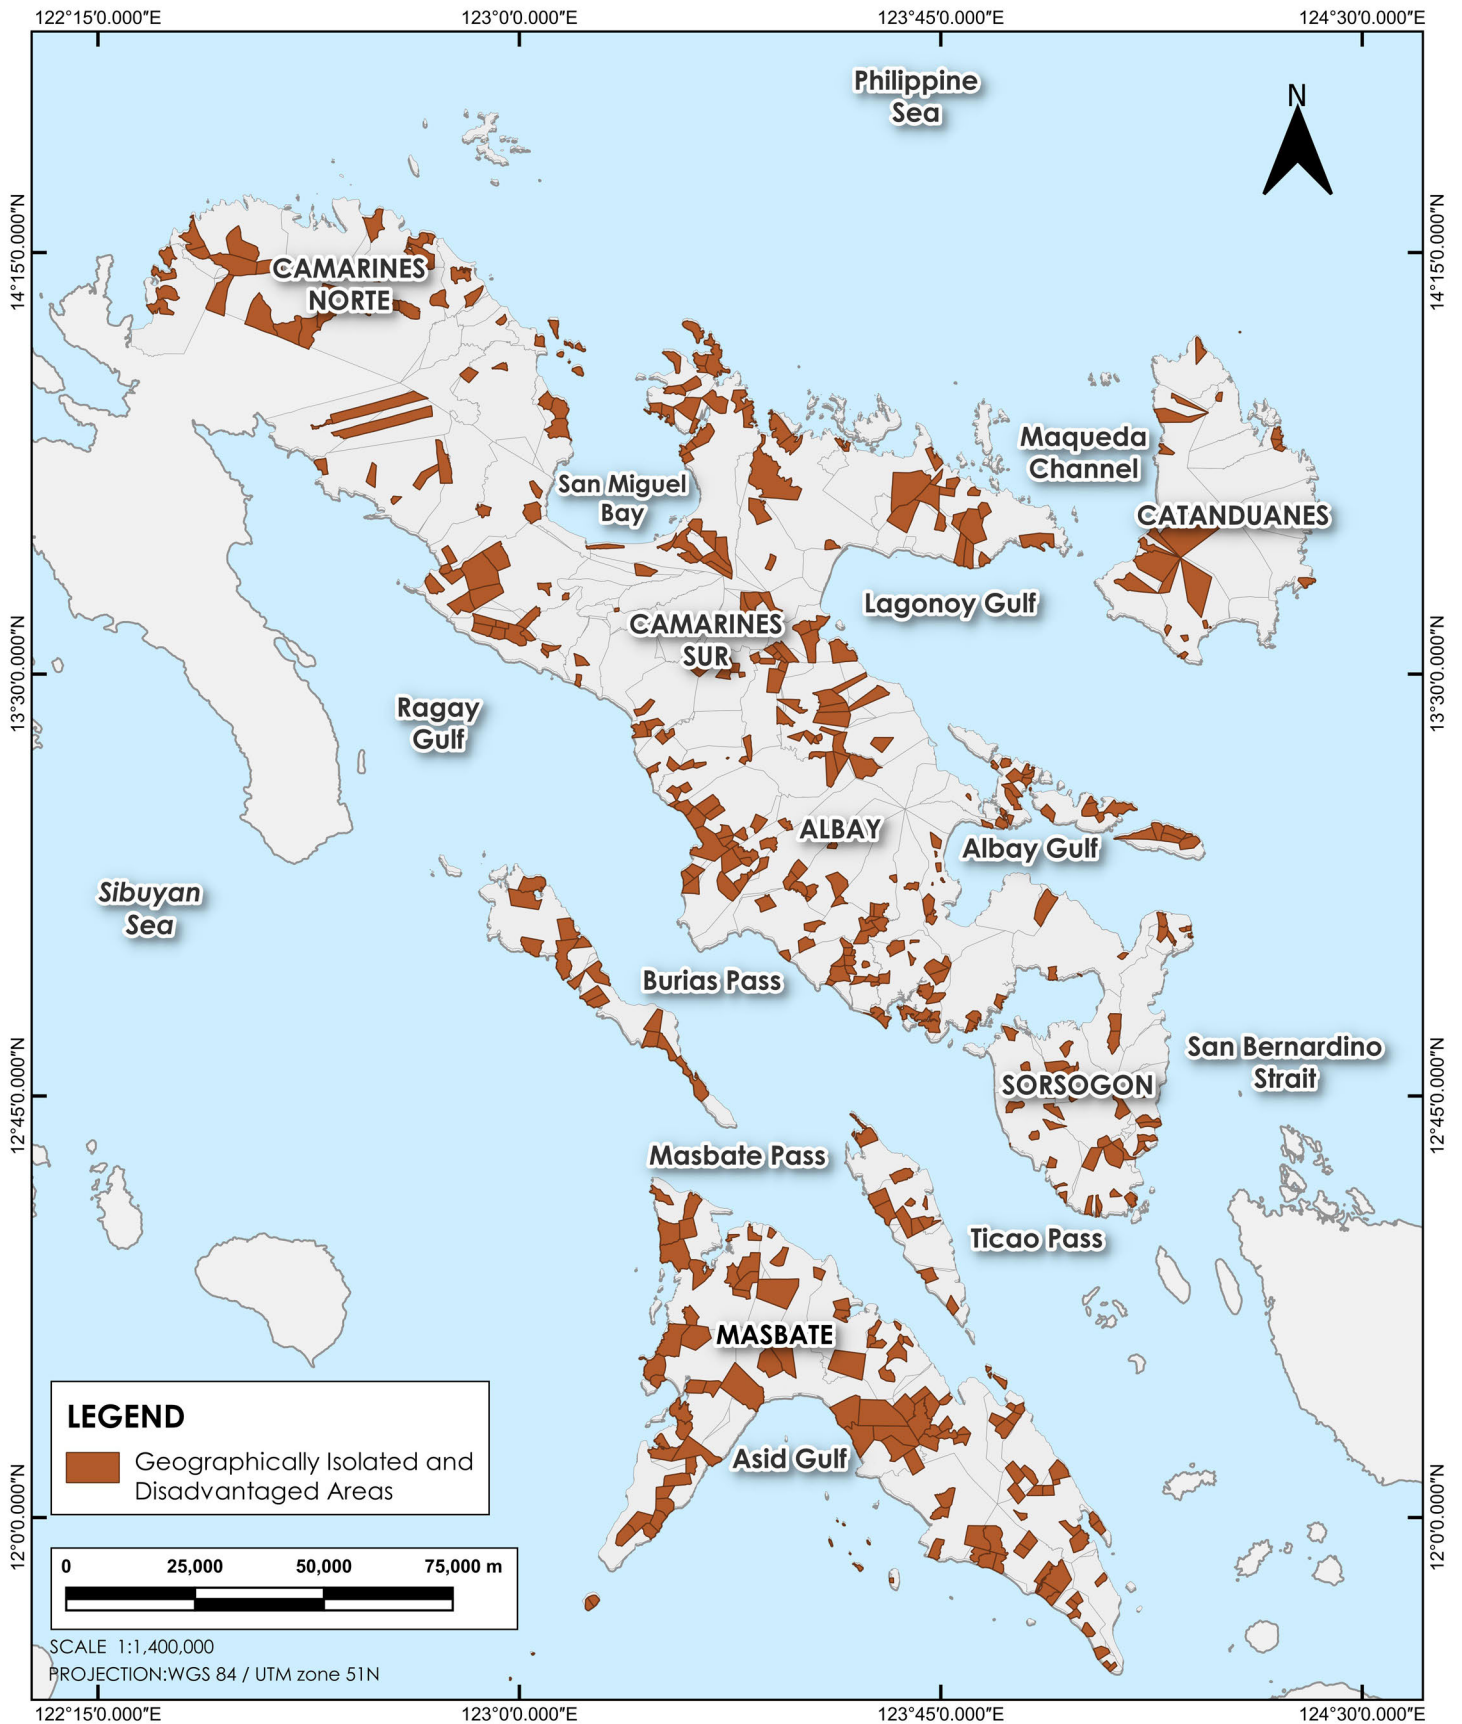 122°15'0.000"E
123°0'0.000"E
123°45'0.000"E
124°30'0.000"E
Philippine
Sea
N
14°15'0.000"N
14°15'0.000"N
CAMARINES
NORTE
Maqueda
Channel
San Miguel
Bay
CATANDUANES
Lagonoy Gulf
CAMARINES
SUR
13°30'0.000"N
13°30'0.000"N
Ragay
Gulf
ALBAY
Albay Gulf
Sibuyan
Sea
Burias Pass
San Bernardino
Strait
SORSOGON
12°45'0.000"N
12°45'0.000"N
Masbate Pass
Ticao Pass
MASBATE
LEGEND
Geographically Isolated and
Disadvantaged Areas
Asid Gulf
12°0'0.000"N
12°0'0.000"N
0 25,000 50,000 75,000 m
SCALE 1:1,400,000
PROJECTION:WGS 84 / UTM zone 51N
122°15'0.000"E
123°0'0.000"E
123°45'0.000"E
124°30'0.000"E